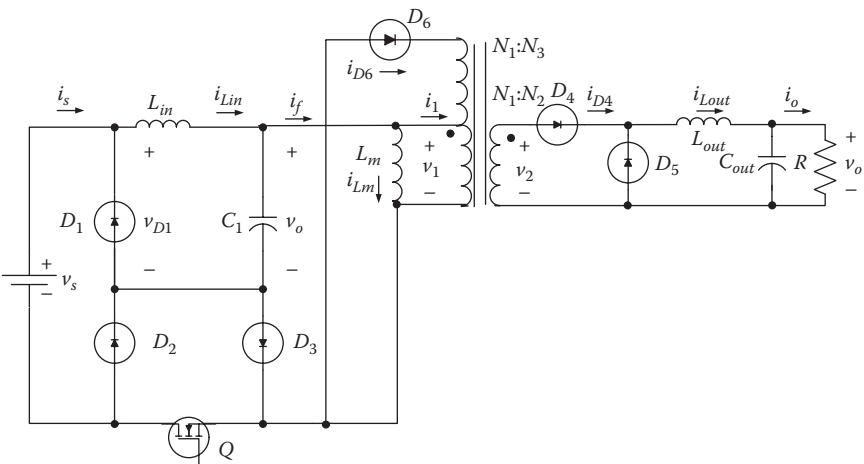 D6
N1:N3
iD6
is
Lin
iLin
if
i1
N1:N2
D4
iD4
iLout
io
+
+
Lm
iLm
+
v1
−
+
v2
−
D5
Lout
Cout
R
+
vo
−
D1
vD1
C1
vo
−
−
+
vs
−
D2
D3
Q